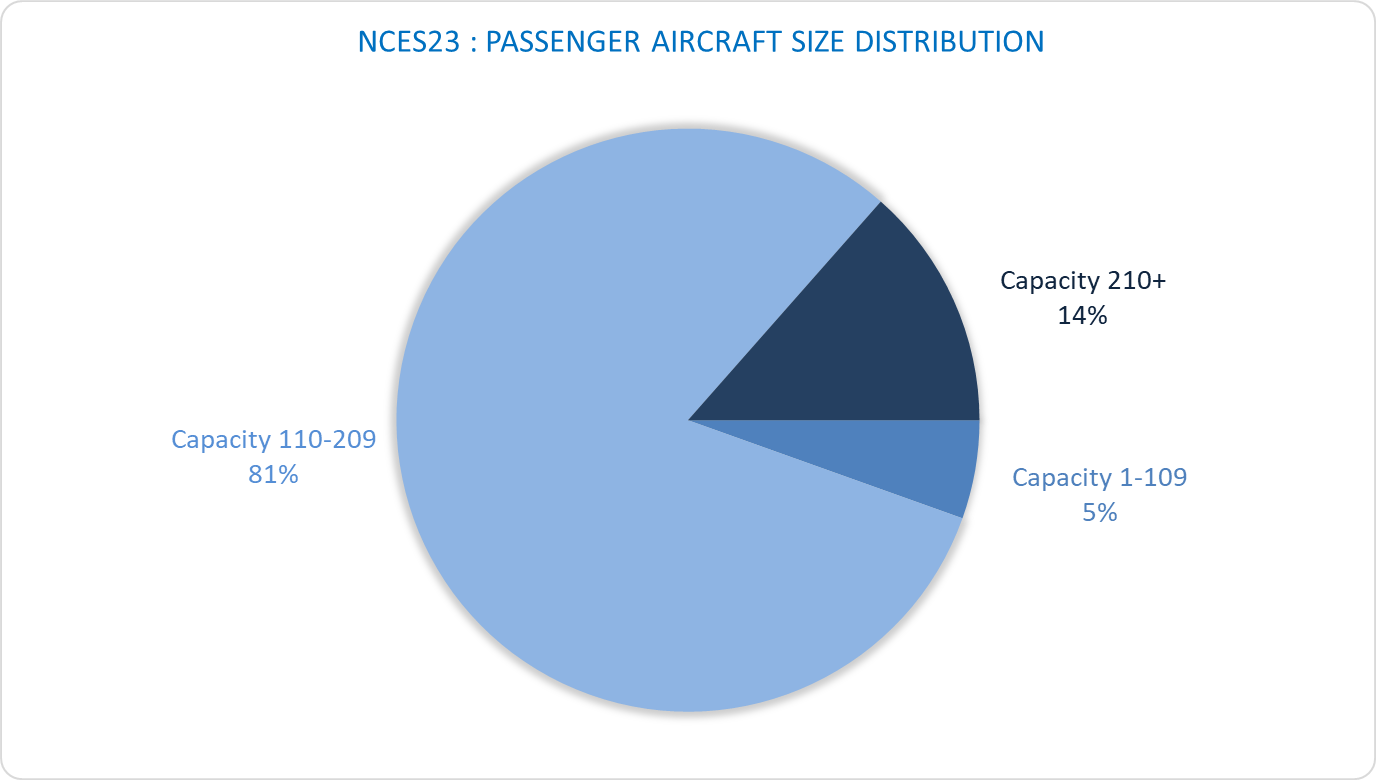 NCES23 : PASSENGER AIRCRAFT SIZE DISTRIBUTION
Capacity 210+
14%
Capacity 110-209
81%
Capacity 1-109
5%